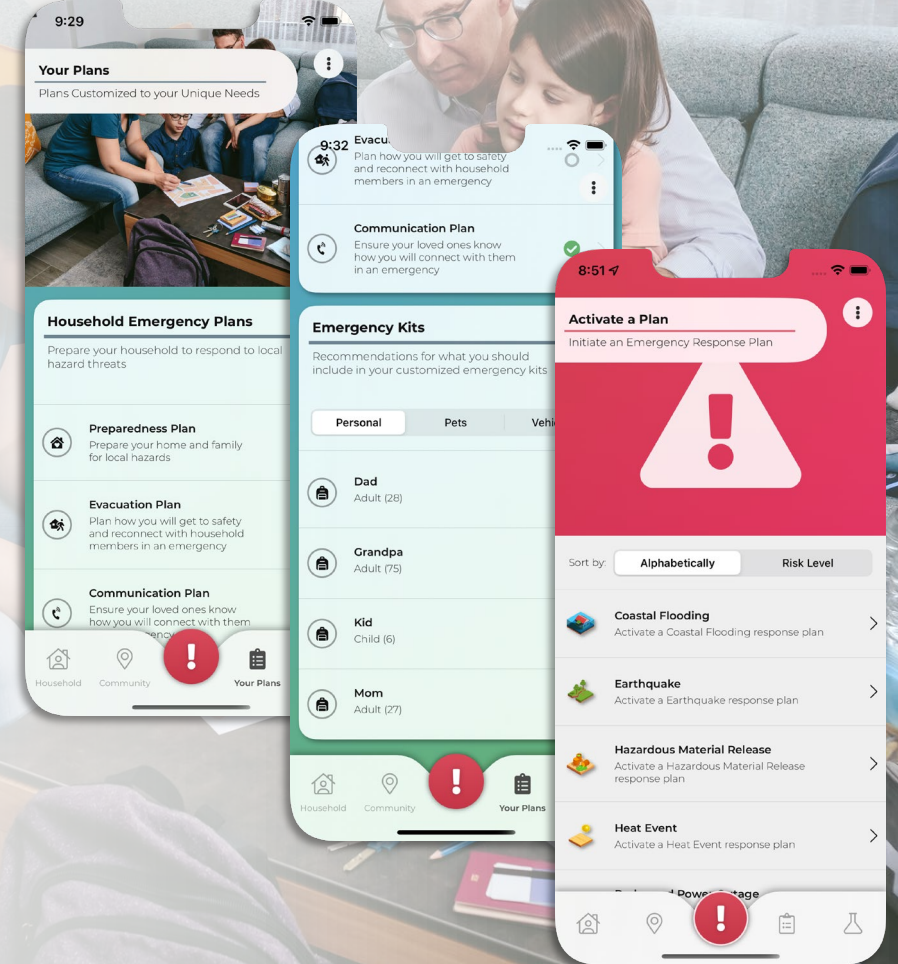 9:29
Your Plans
Plans Customized to your Unique Needs
Household Emergency Plans
Prepare your household to respond to local
hazard threats
Preparedness Plan
Prepare your home and family
for local hazards
Evacuation Plan
Plan how you will get to safety
and reconnect with household
members in an emergency
Communication Plan
Ensure your loved ones know
how you will connect with them
Household
Community
Your Plans
9:32
Plan how you will get to safety
and reconnect with household
members in an emergency
Communication Plan
Ensure your loved ones know
how you will connect with them
in an emergency
Emergency Kits
Recommendations for what you should
include in your customized emergency kits
Personal
Pets
Dad
Adult (28)
Grandpa
Adult (75)
Kid
Child (6)
Mom
Adult (27)
Household
Community
Your Plans
8:51
Activate a Plan
Initiate an Emergency Response Plan
Sort by:
Alphabetically
Risk Level
Coastal Flooding
Activate a Coastal Flooding response plan
Earthquake
Activate a Earthquake response plan
Hazardous Material Release
Activate a Hazardous Material Release
response plan
Heat Event
Activate a Heat Event response plan